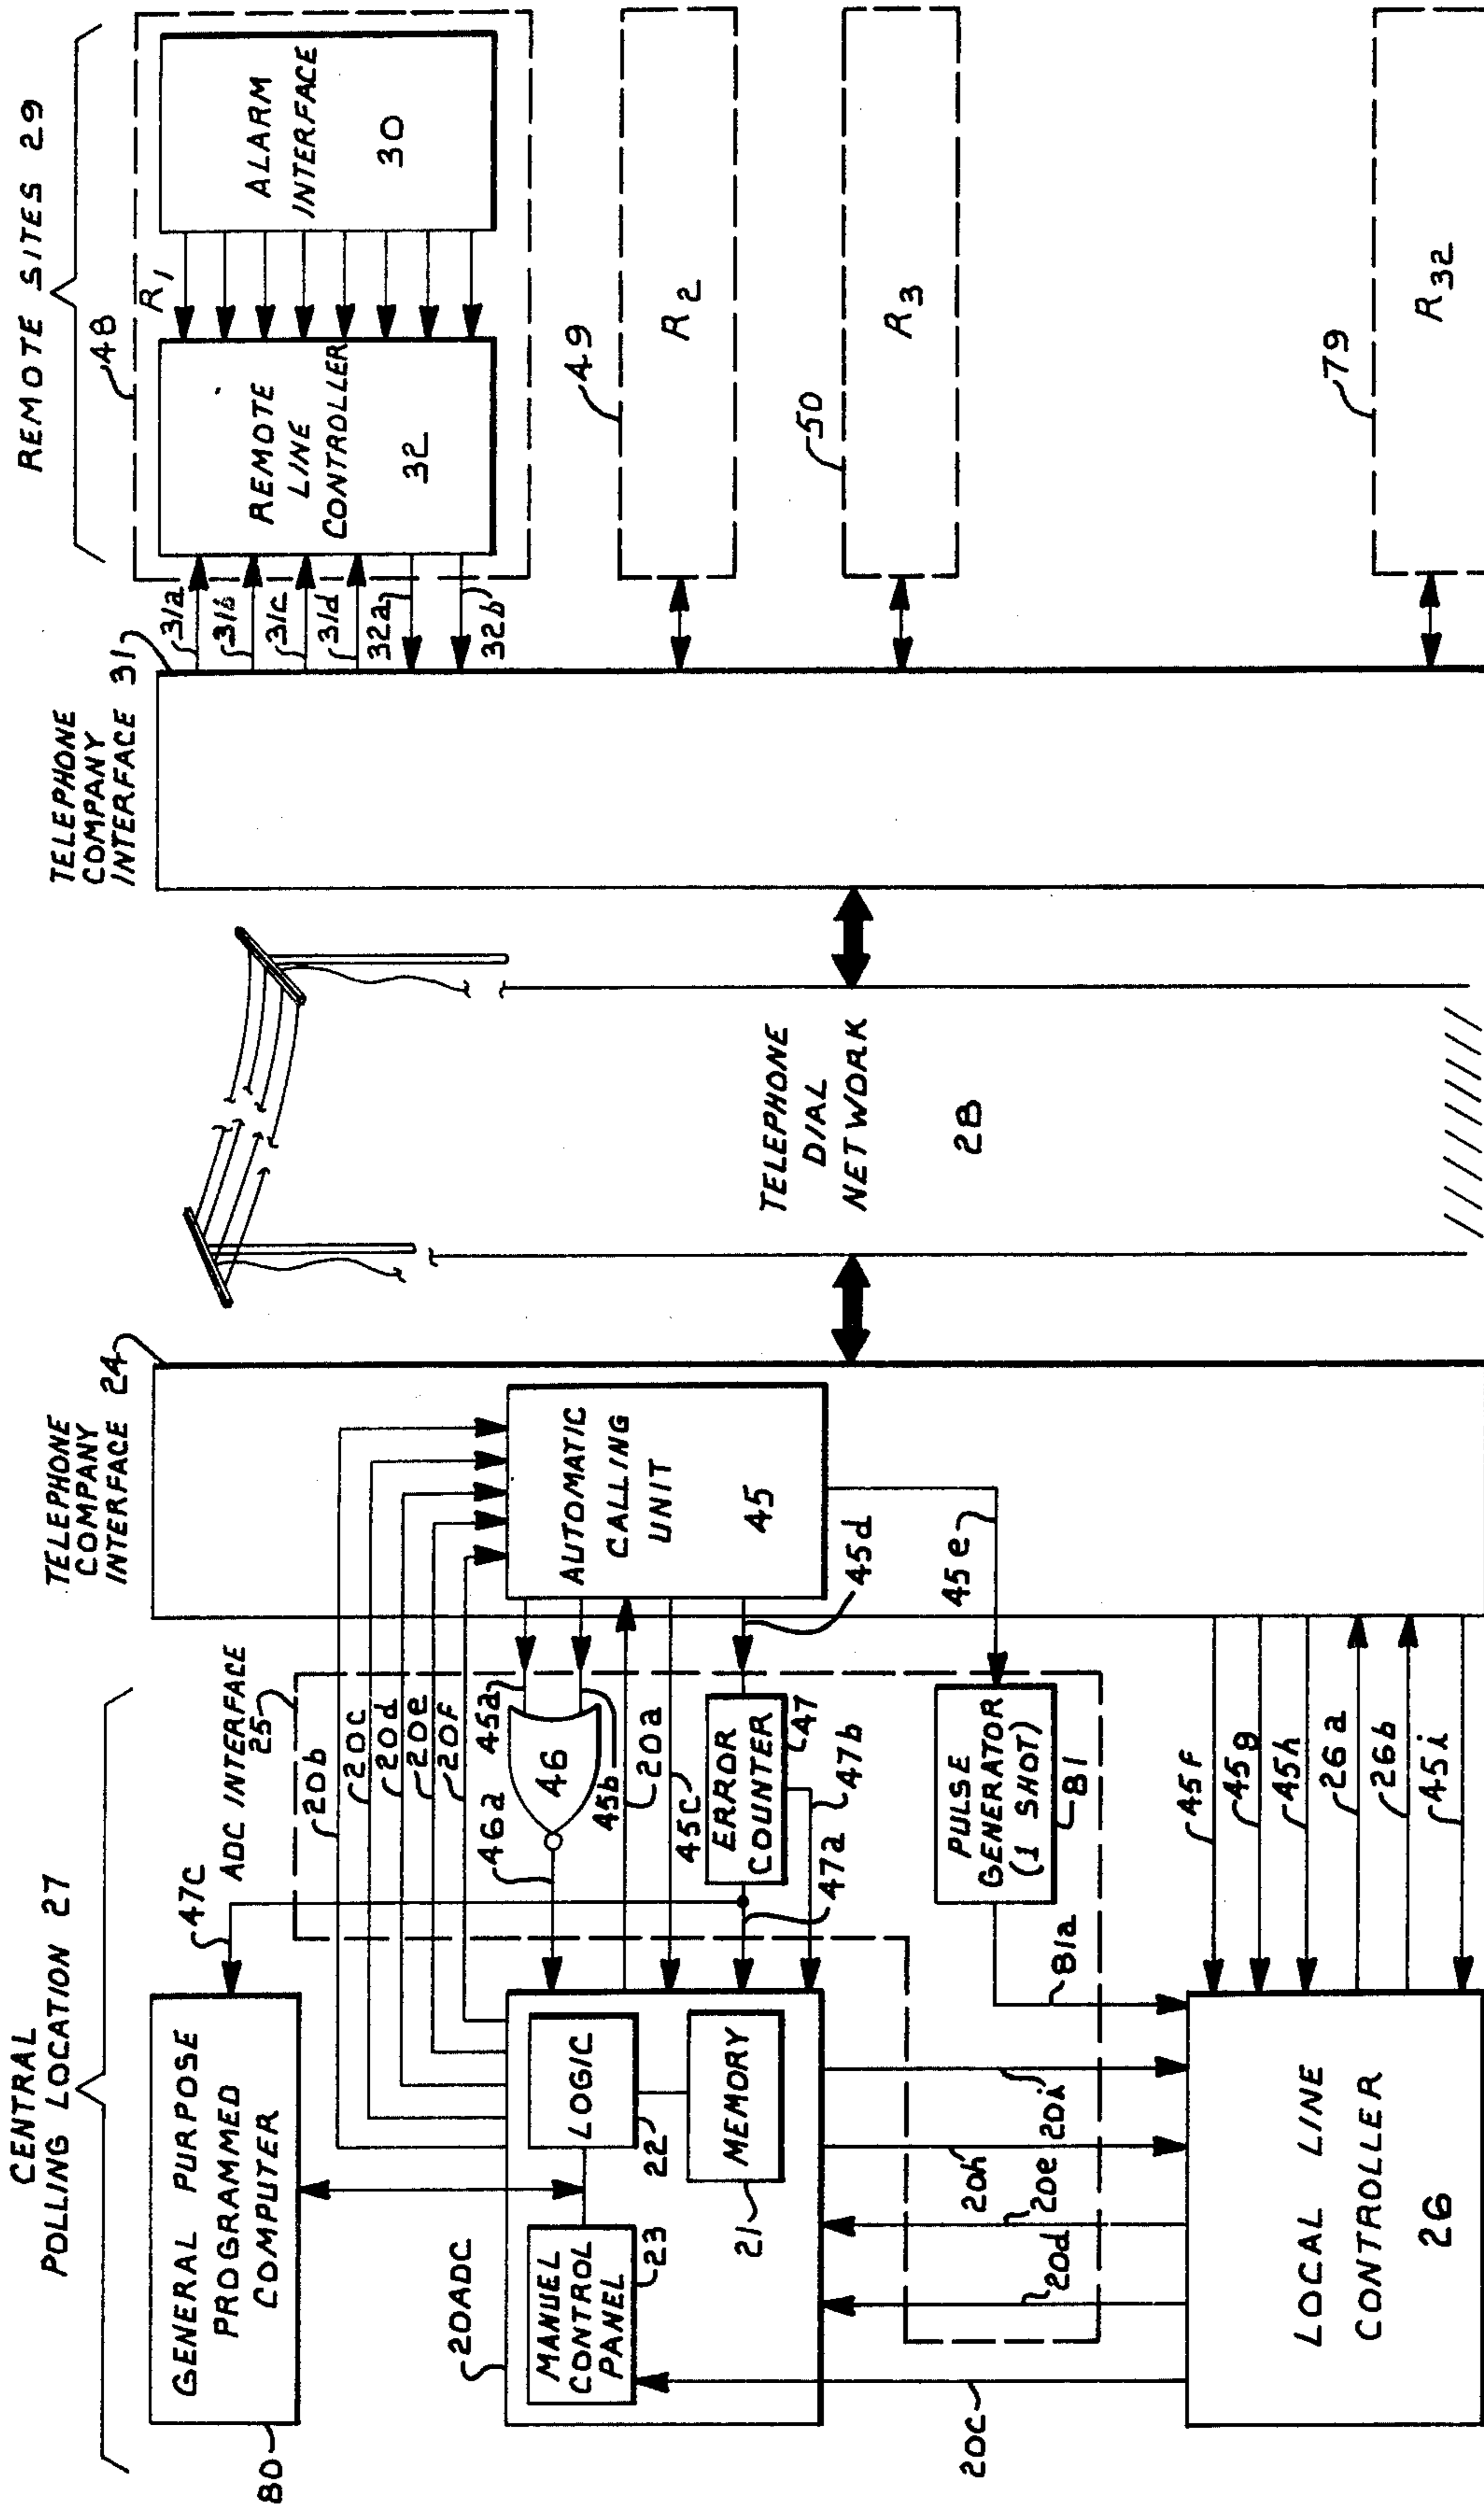 CENTRAL
POLLING LOCATION 27
TELEPHONE
COMPANY
INTERFACE 24
TELEPHONE
COMPANY
INTERFACE 31
REMOTE SITES 29
80
GENERAL PURPOSE
PROGRAMMED
COMPUTER
47C
ADC INTERFACE
25
20b
20c
20d
20e
20f
20ADC
MANUEL
CONTROL
PANEL
23
LOGIC
22
MEMORY
21
46a
46
45a
45b
20a
45c
ERROR
COUNTER
47
47a
47b
AUTOMATIC
CALLING
UNIT
45
45d
45e
PULSE
GENERATOR
(1 SHOT)
81
81a
20c
20d
20e
20h
20i
LOCAL LINE
CONTROLLER
26
45f
45g
45h
26a
26b
45i
TELEPHONE
DIAL
NETWORK
28
31a
31b
31c
31d
32a
32b
48
REMOTE
LINE
CONTROLLER
32
R1
ALARM
INTERFACE
30
49
R2
50
R3
79
R32